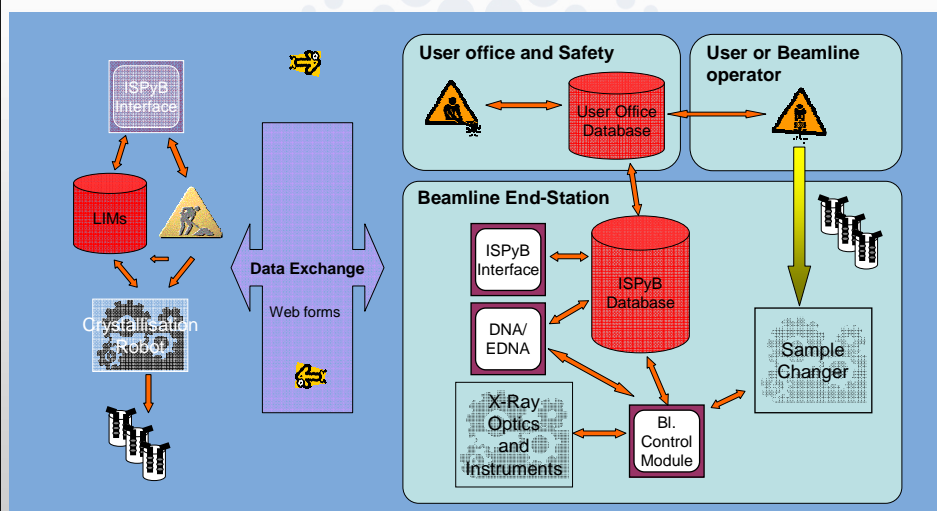 ISPyB
Interface
LIMs
Crystallisation
Robot
Data Exchange
Web forms
User office and Safety
User Office
Database
User or Beamline
operator
Beamline End-Station
ISPyB
Interface
ISPyB
Database
DNA/
EDNA
X-Ray
Optics
and
Instruments
BI.
Control
Module
Sample
Changer